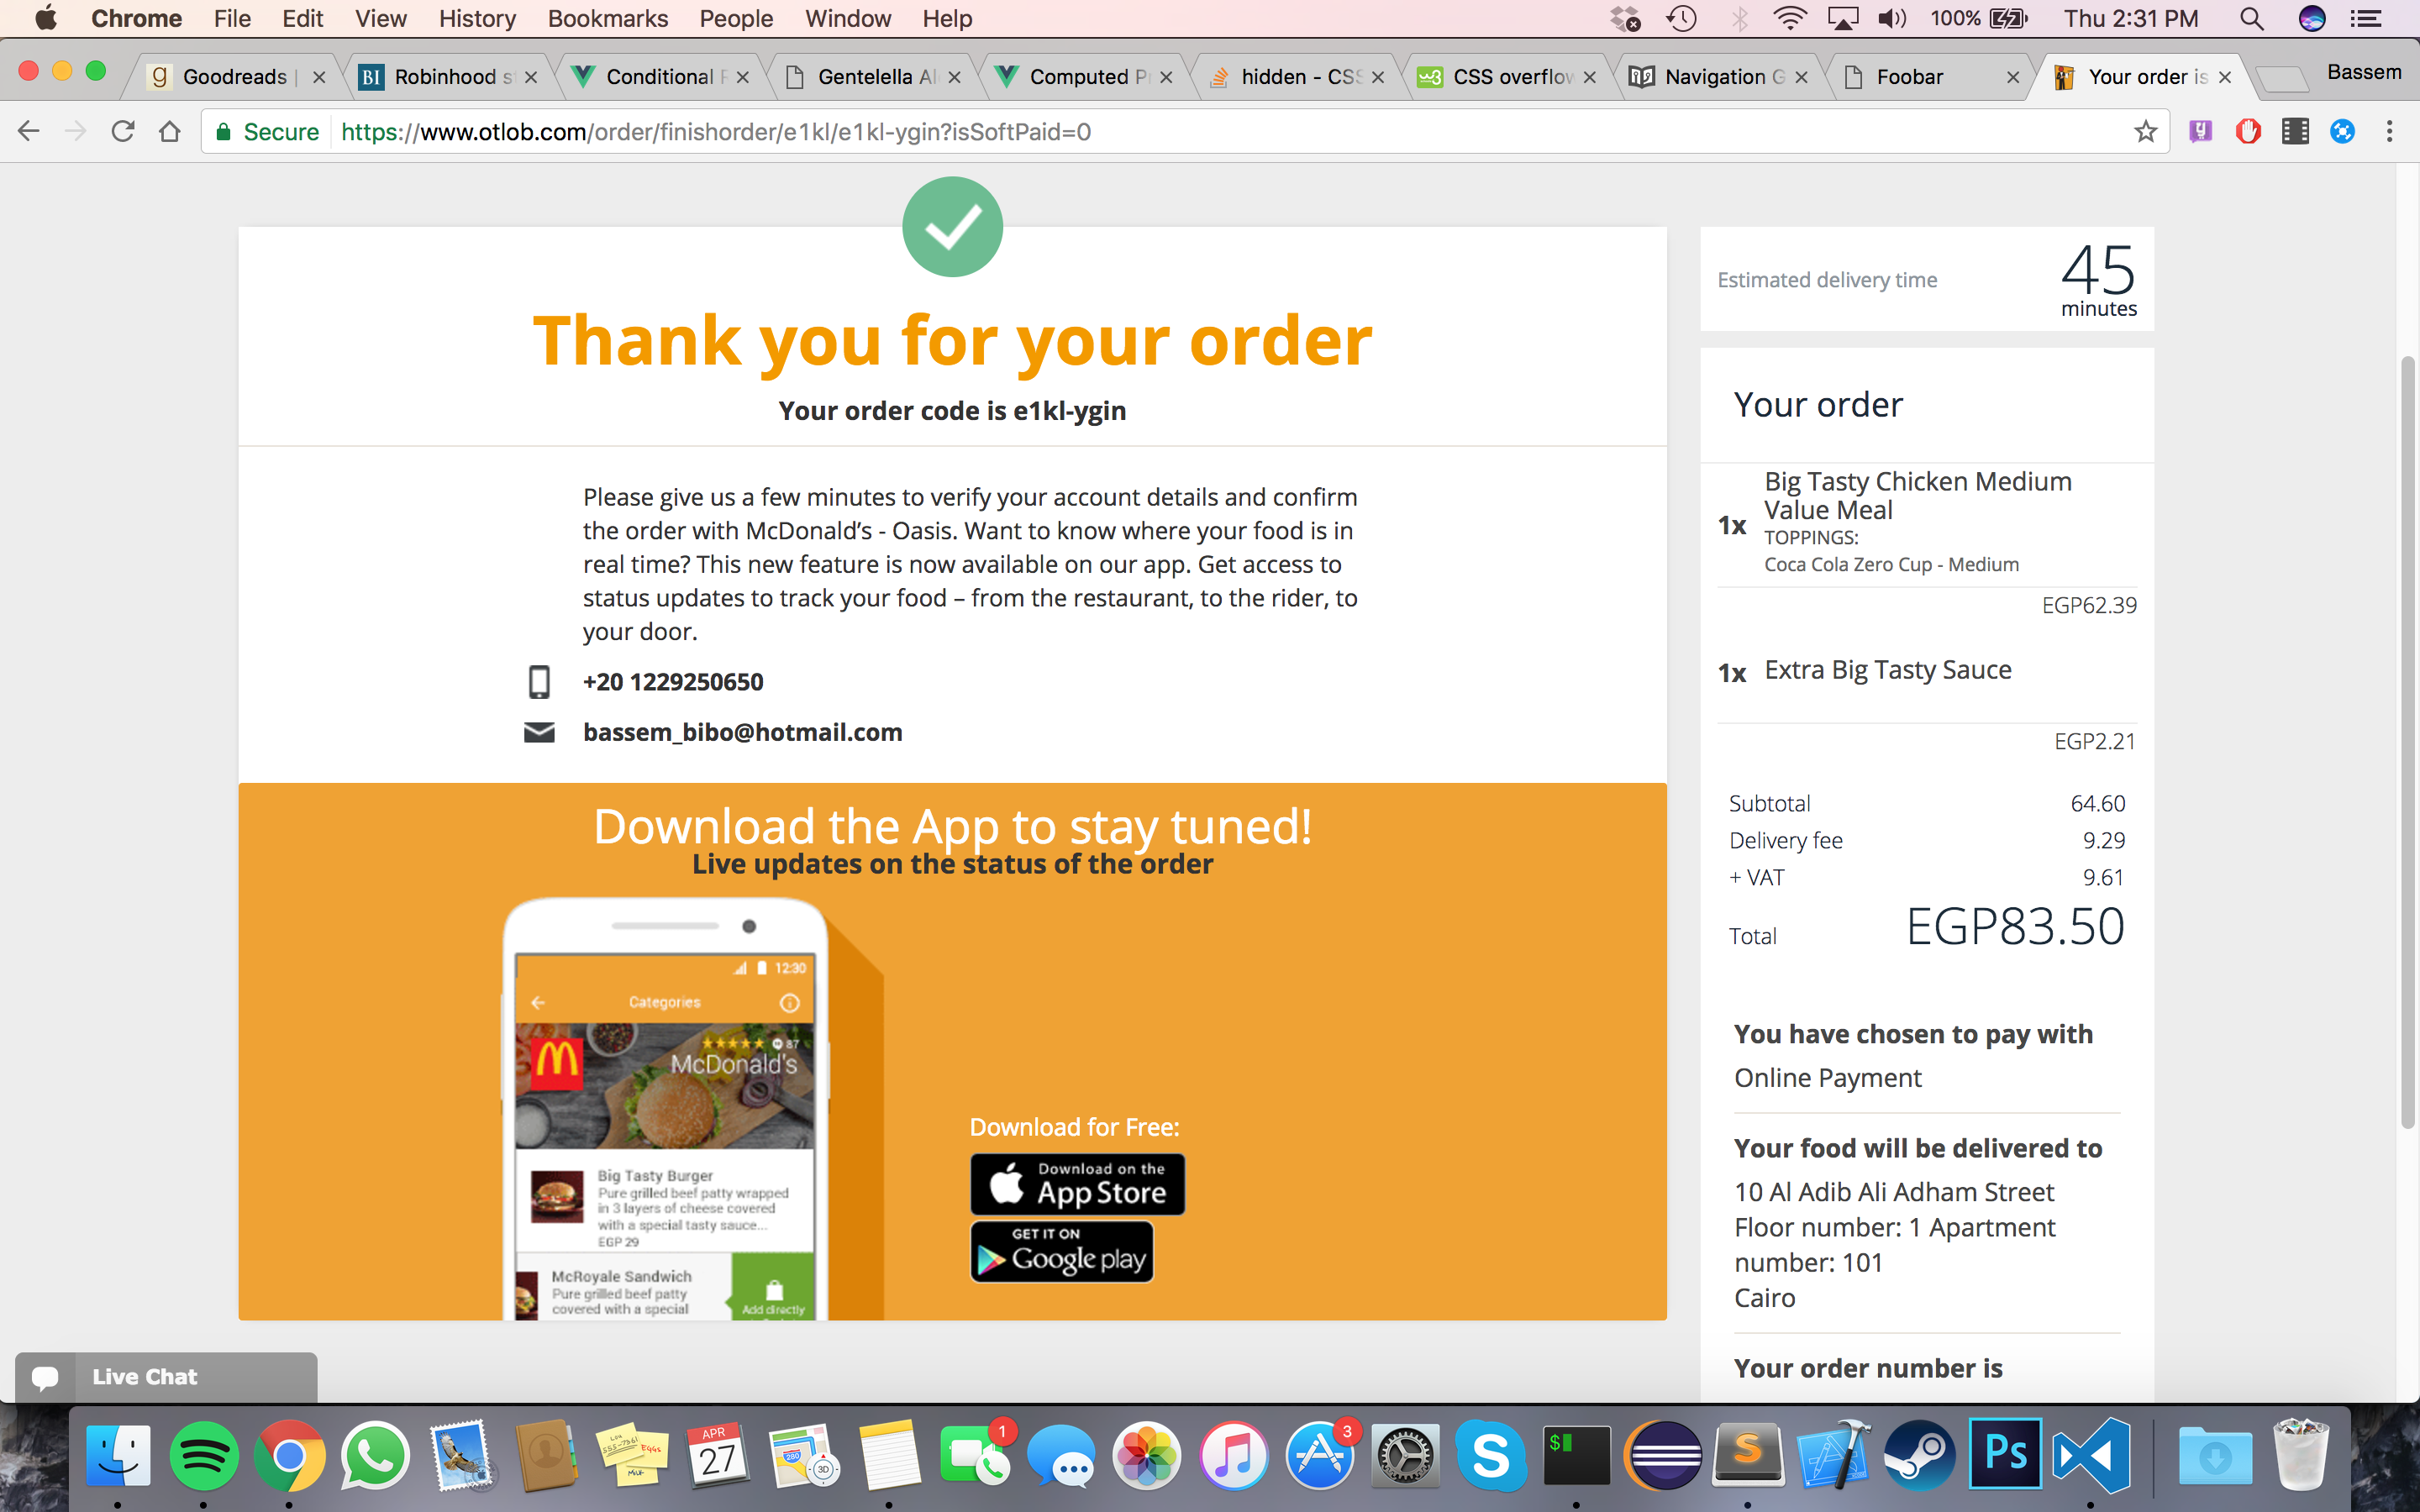 Chrome File Edit View History Bookmarks People Window Help 100% Thu 2:31 PM
Goodreads | Robinhood s Conditional Gentelella Al Computed P hidden - CSS CSS overflow Navigation G Foobar Your order is Bassem
Secure https://www.otlob.com/order/finishorder/e1kl/e1kl-ygin?isSoftPaid=0
Thank you for your order
Your order code is e1kl-ygin
Please give us a few minutes to verify your account details and confirm
the order with McDonald’s - Oasis. Want to know where your food is in
real time? This new feature is now available on our app. Get access to
status updates to track your food – from the restaurant, to the rider, to
your door.
+20 1229250650
bassem_bibo@hotmail.com
Download the App to stay tuned!
Live updates on the status of the order
12:30
Categories
87
McDonald's
Big Tasty Burger
Pure grilled beef patty wrapped
in 3 layers of cheese covered
with a special tasty sauce...
EGP 29
McRoyale Sandwich
Pure grilled beef patty
covered with a special
Add directly
Download for Free:
Download on the
App Store
GET IT ON
Google play
Estimated delivery time
45
minutes
Your order
1x
Big Tasty Chicken Medium
Value Meal
TOPPINGS:
Coca Cola Zero Cup - Medium
EGP62.39
1x Extra Big Tasty Sauce
EGP2.21
Subtotal 64.60
Delivery fee 9.29
+ VAT 9.61
Total EGP83.50
You have chosen to pay with
Online Payment
Your food will be delivered to
10 Al Adib Ali Adham Street
Floor number: 1 Apartment
number: 101
Cairo
Your order number is
Live Chat
APR
27
280
3D
1
3
$
S
S
Ps